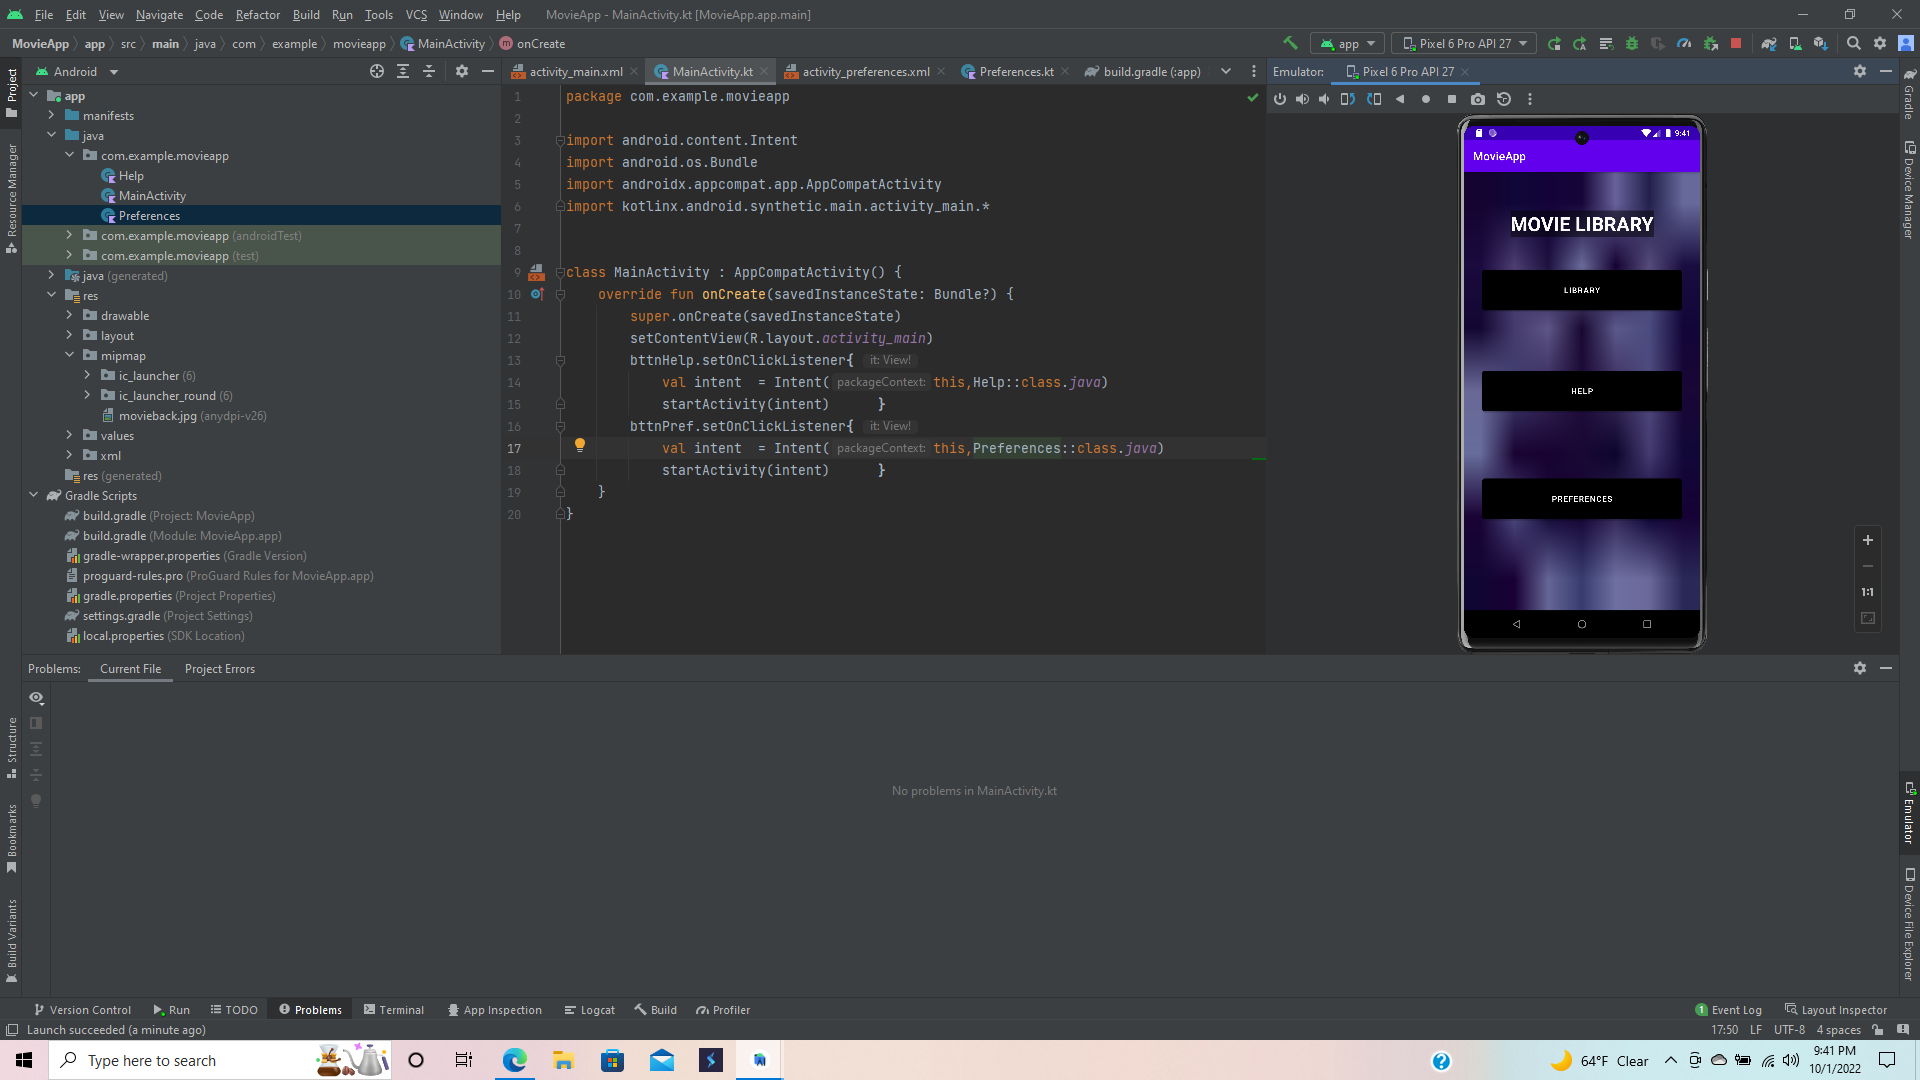 File Edit View Navigate Code Refactor Build Run Tools VCS Window Help MovieApp - MainActivity.kt [MovieApp.app.main]
MovieApp app src main java com example movieapp MainActivity onCreate app Pixel 6 Pro API 27
Android activity_main.xml MainActivity.kt activity_preferences.xml Preferences.kt build.gradle (:app) Emulator: Pixel 6 Pro API 27
Project
Resource Manager
Structure
Bookmarks
Build Variants
app
manifests
java
com.example.movieapp
Help
MainActivity
Preferences
com.example.movieapp (androidTest)
com.example.movieapp (test)
java (generated)
res
drawable
layout
mipmap
ic_launcher (6)
ic_launcher_round (6)
movieback.jpg (anydpi-v26)
values
xml
res (generated)
Gradle Scripts
build.gradle (Project: MovieApp)
build.gradle (Module: MovieApp.app)
gradle-wrapper.properties (Gradle Version)
proguard-rules.pro (ProGuard Rules for MovieApp.app)
gradle.properties (Project Properties)
settings.gradle (Project Settings)
local.properties (SDK Location)
1 package com.example.movieapp
2
3 import android.content.Intent
4 import android.os.Bundle
5 import androidx.appcompat.app.AppCompatActivity
6 import kotlinx.android.synthetic.main.activity_main.*
7
8
9 class MainActivity : AppCompatActivity() {
10 override fun onCreate(savedInstanceState: Bundle?) {
11 super.onCreate(savedInstanceState)
12 setContentView(R.layout.activity_main)
13 bttnHelp.setOnClickListener{ it: View!
14 val intent = Intent( packageContext: this,Help::class.java)
15 startActivity(intent) }
16 bttnPref.setOnClickListener{ it: View!
17 val intent = Intent( packageContext: this,Preferences::class.java)
18 startActivity(intent) }
19 }
20 }
9:41
MovieApp
MOVIE LIBRARY
LIBRARY
HELP
PREFERENCES
1:1
Gradle
Device Manager
Emulator
Device File Explorer
Problems: Current File Project Errors
No problems in MainActivity.kt
Version Control Run TODO Problems Terminal App Inspection Logcat Build Profiler 1 Event Log Layout Inspector
Launch succeeded (a minute ago) 17:50 LF UTF-8 4 spaces
Type here to search 64°F Clear 9:41 PM
10/1/2022